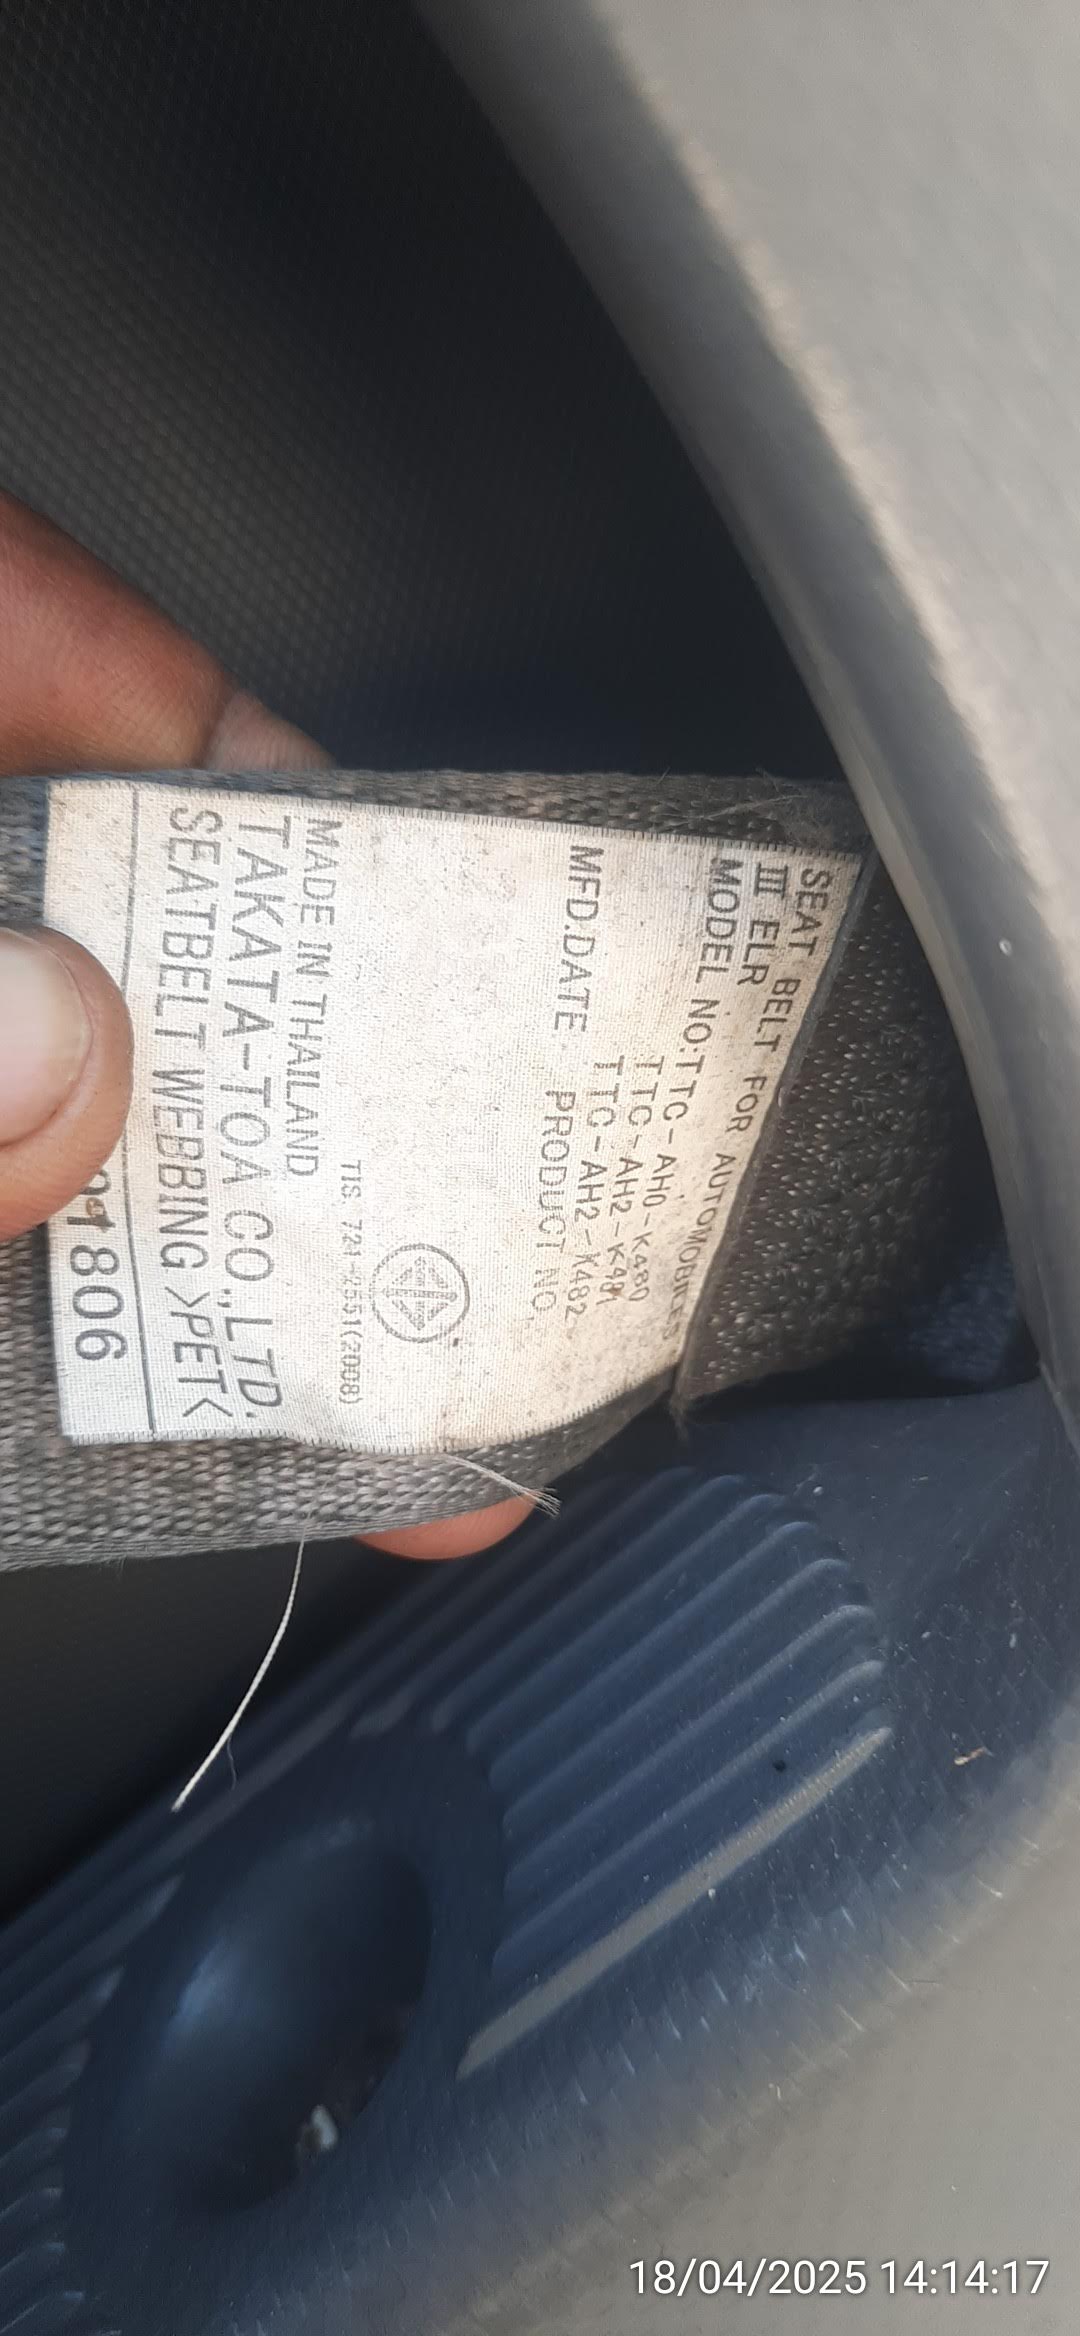 SEAT BELT FOR AUTOMOBILES
III ELR
MODEL NO:TTC-AH0-K480
TTC-AH2-K481
TTC-AH2-K482
MFD.DATE PRODUCT NO.
TIS. 721-2551(2008)
MADE IN THAILAND
TAKATA-TOA CO.,LTD.
SEATBELT WEBBING >PET<
1806
18/04/2025 14:14:17